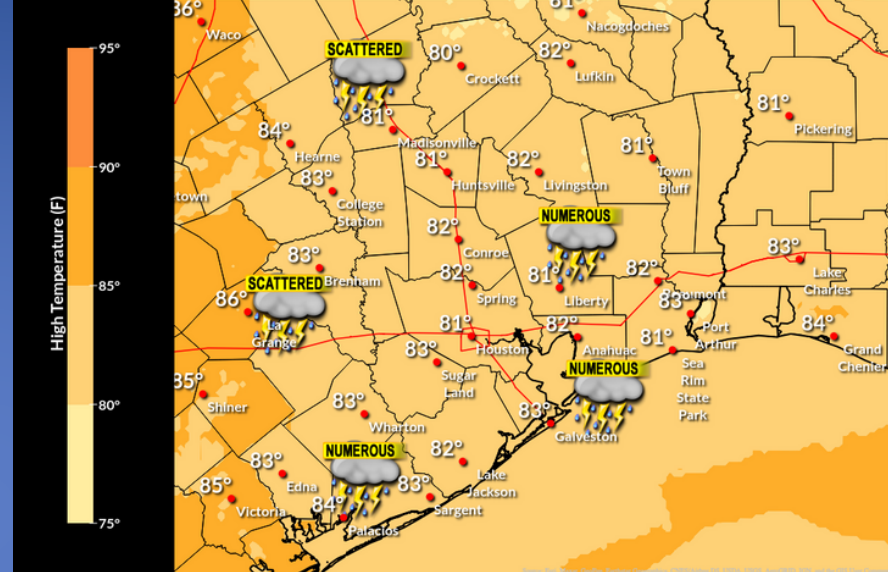 High Temperature (F)
95°
90°
85°
80°
75°
86°
Waco
81°
Nacogdoches
SCATTERED
80°
Crockett
82°
Lufkin
81°
Madisonville
81°
Pickering
84°
Hearne
81°
Huntsville
82°
Livingston
81°
Town
Bluff
83°
College
Station
town
NUMEROUS
82°
Conroe
83°
Brenham
82°
Spring
81°
Liberty
82°
83°
Lake
Charles
SCATTERED
86°
La
Grange
83°
Port
Arthur
81°
Houston
82°
Anahuac
81°
Sea
Rim
State
Park
84°
Grand
Chenier
83°
Sugar
Land
NUMEROUS
85°
Shiner
83°
Wharton
83°
Galveston
NUMEROUS
82°
Lake
Jackson
83°
Edna
85°
Victoria
84°
Palacios
83°
Sargent